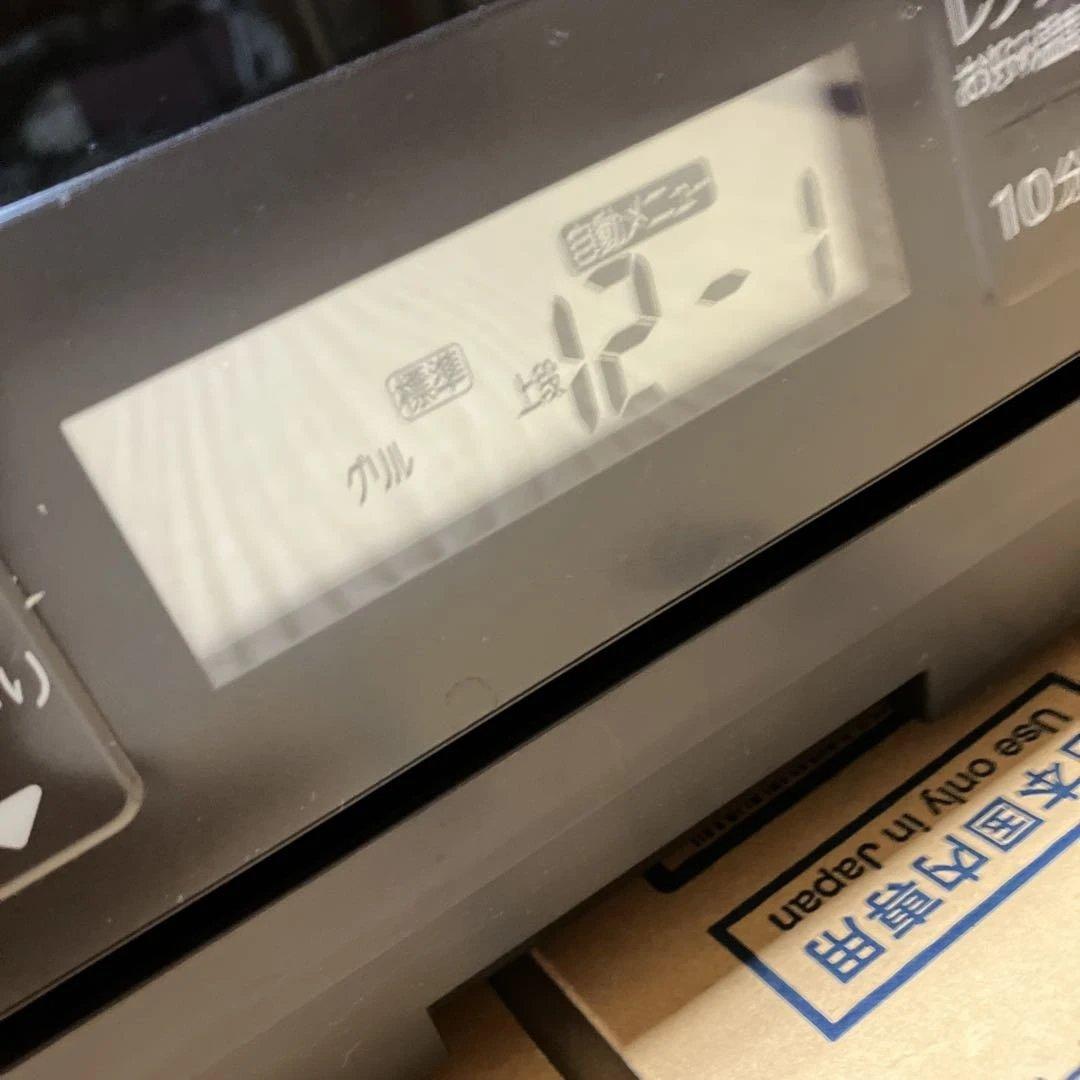 自動メニュー
12-1
上段
標準
グリル
10分
日本国内専用
Use only in Japan